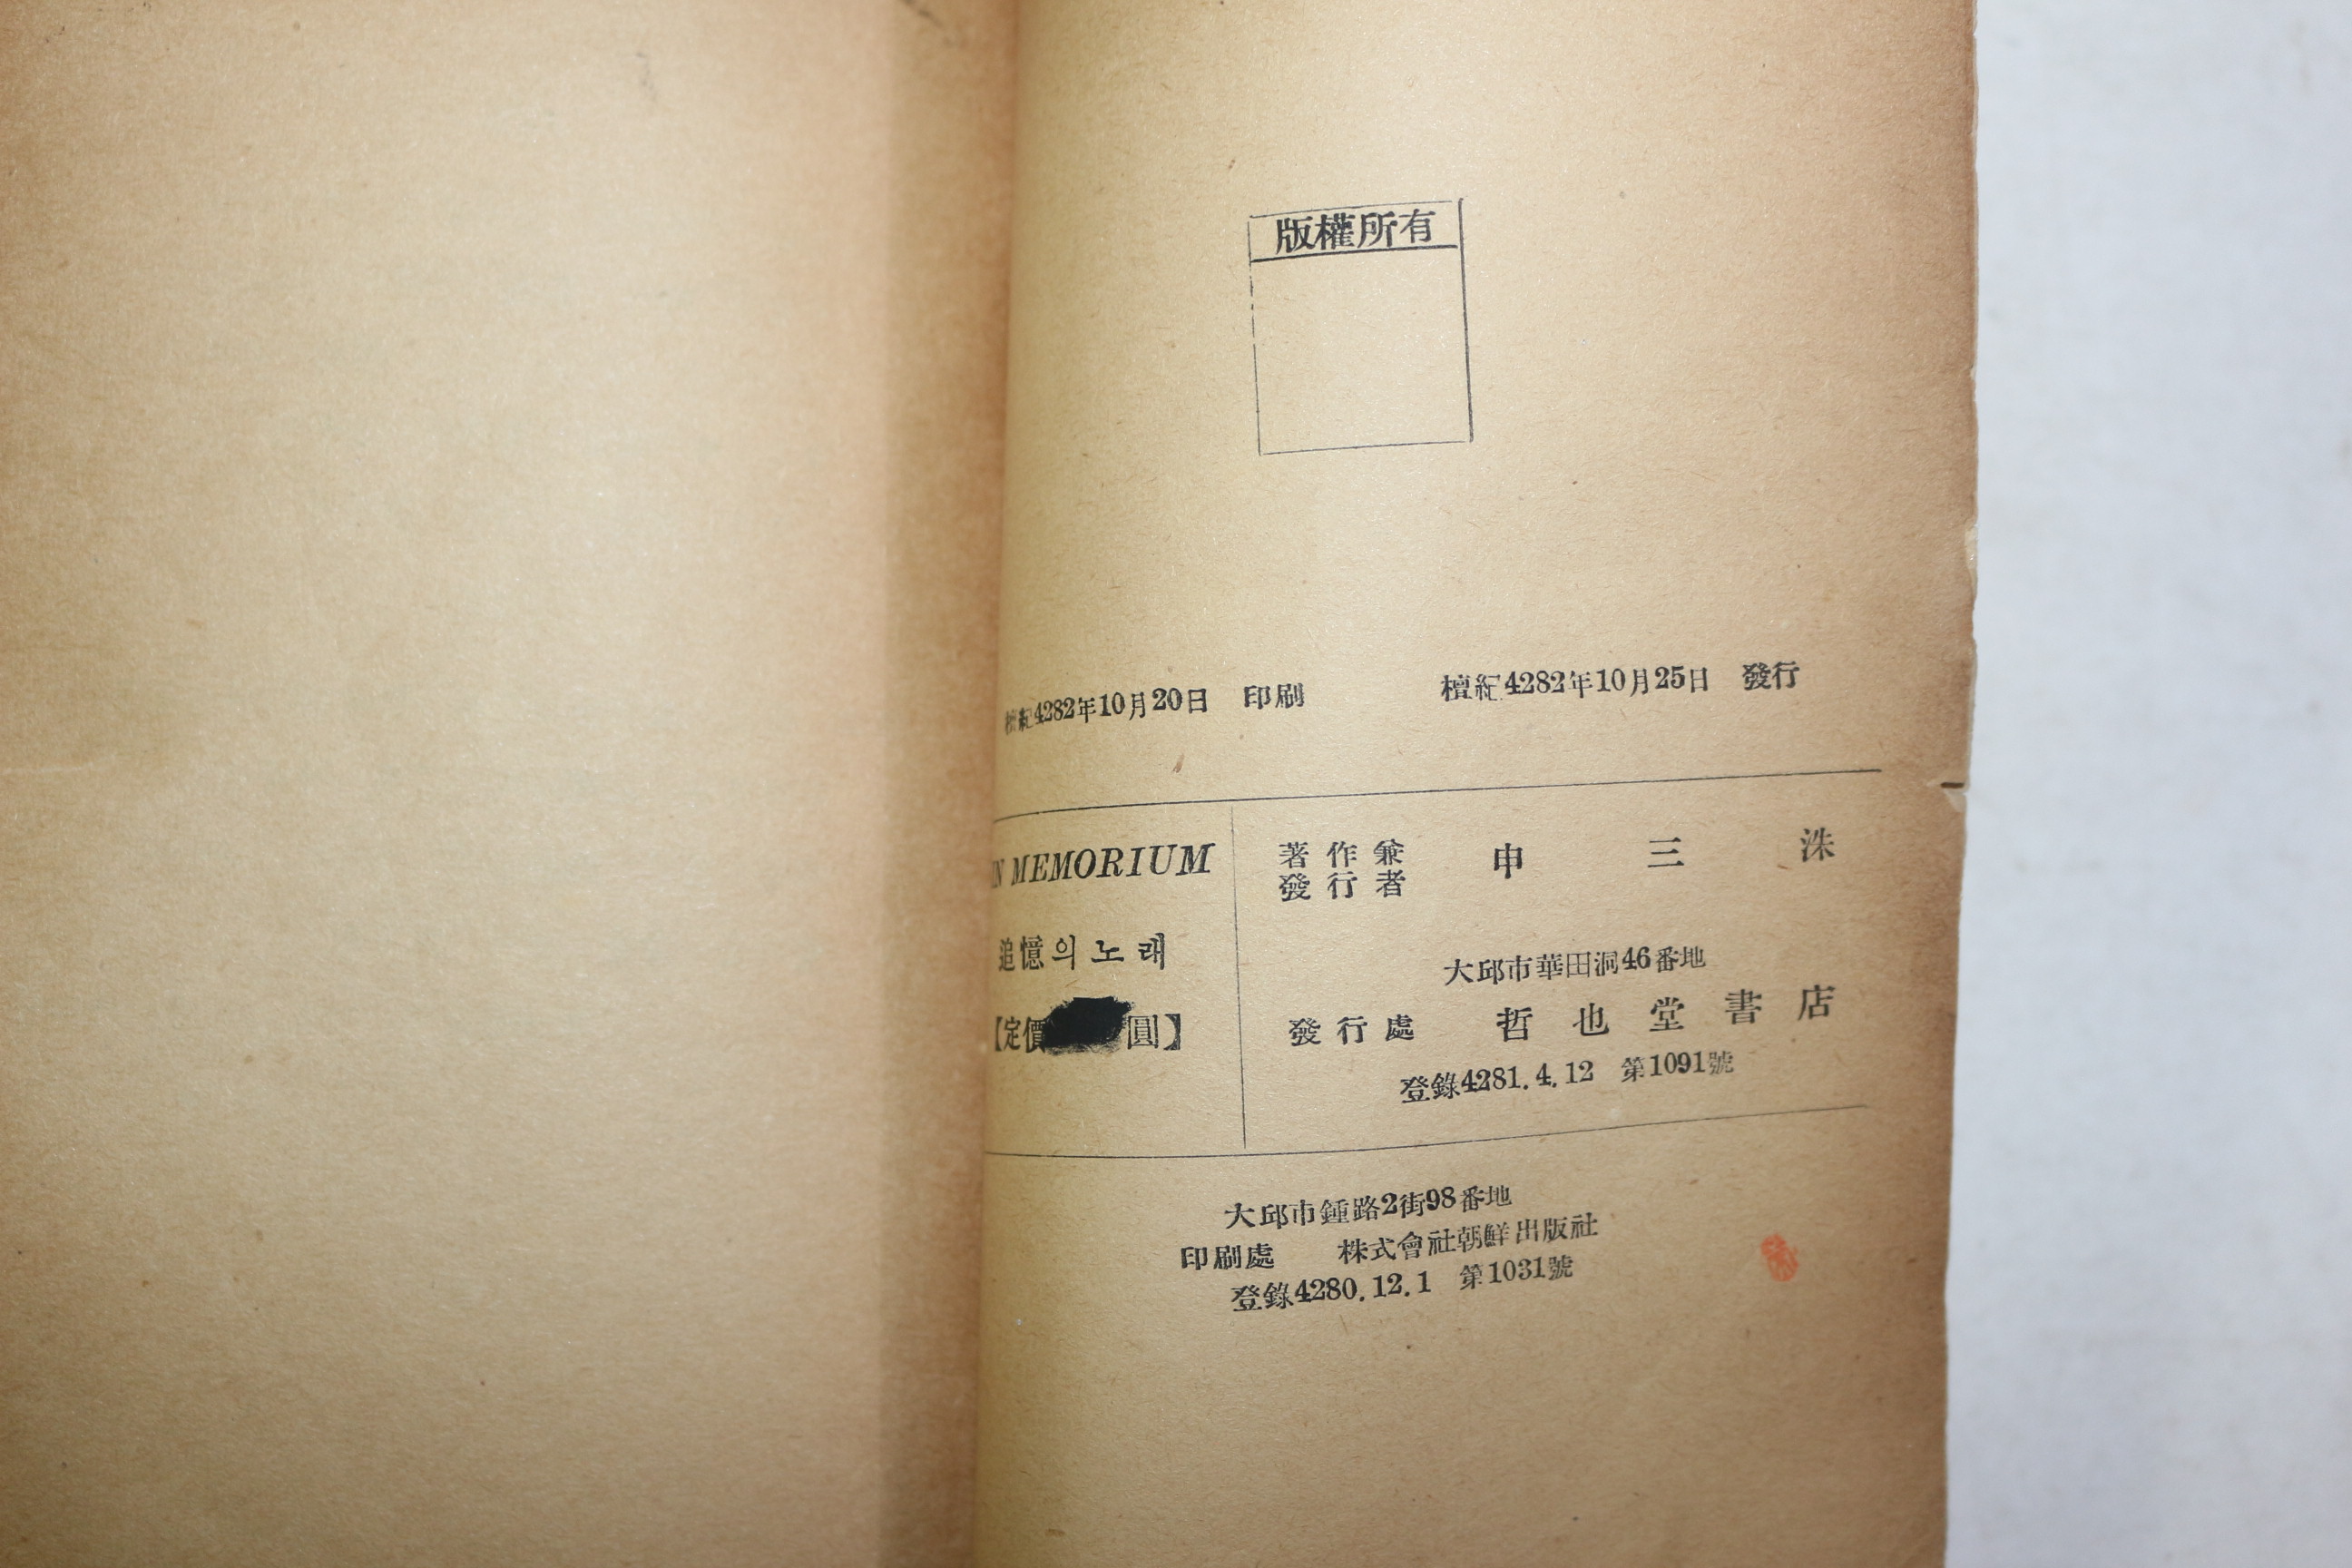 版權所有
檀紀4282年10月20日 印刷 檀紀4282年10月25日 發行
IN MEMORIUM
追憶의 노래
【定價 圓】
著作兼
發行者 申三洙
大邱市華田洞46番地
發行處 哲也堂書店
登錄4281.4.12 第1091號
大邱市鍾路2街98番地
印刷處 株式會社朝鮮出版社
登錄4280.12.1 第1031號